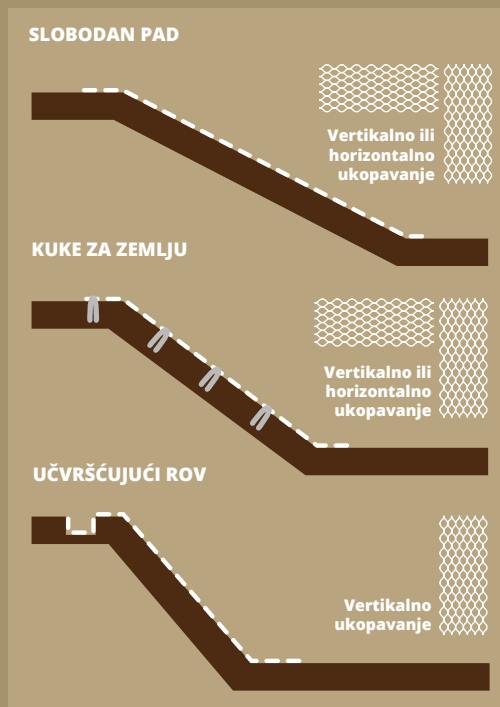 SLOBODAN PAD
Vertikalno ili
horizontalno
ukopavanje
KUKE ZA ZEMLJU
Vertikalno ili
horizontalno
ukopavanje
UČVRŠĆUJUĆI ROV
Vertikalno
ukopavanje